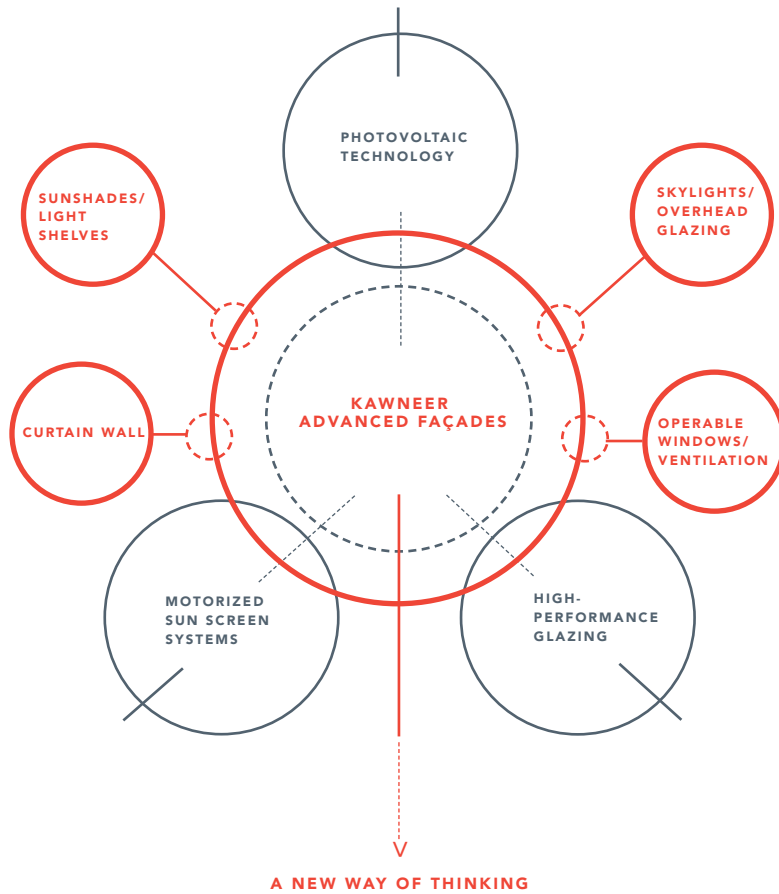 PHOTOVOLTAIC
TECHNOLOGY
SUNSHADES/
LIGHT
SHELVES
SKYLIGHTS/
OVERHEAD
GLAZING
KAWNEER
ADVANCED FAÇADES
CURTAIN WALL
OPERABLE
WINDOWS/
VENTILATION
MOTORIZED
SUN SCREEN
SYSTEMS
HIGH-
PERFORMANCE
GLAZING
A NEW WAY OF THINKING